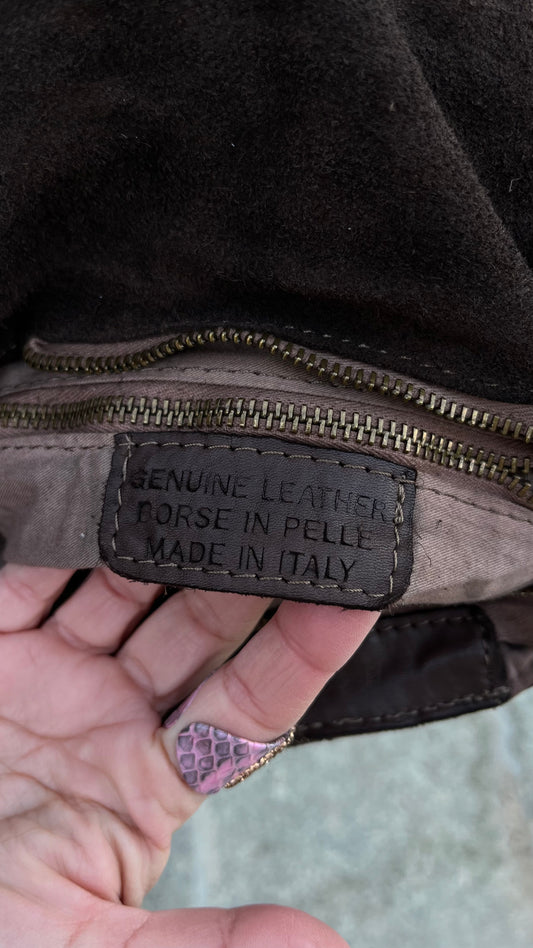 GENUINE LEATHER
BORSE IN PELLE
MADE IN ITALY